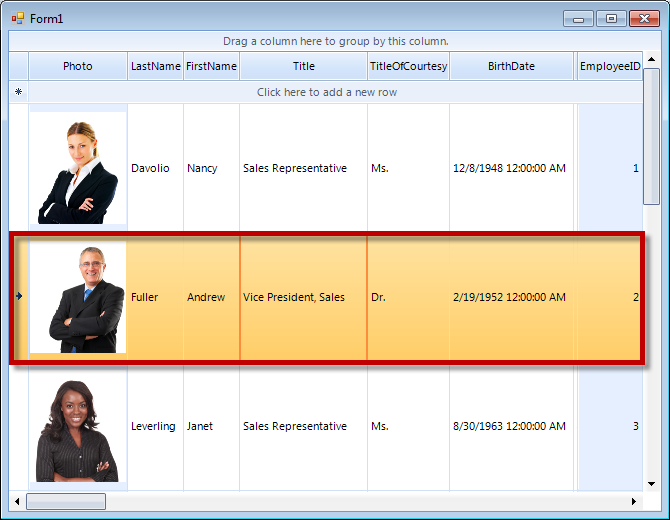 Form1
Drag a column here to group by this column.
Photo LastName FirstName Title TitleOfCourtesy BirthDate EmployeeID
Click here to add a new row
Davolio Nancy Sales Representative Ms. 12/8/1948 12:00:00 AM 1
Fuller Andrew Vice President, Sales Dr. 2/19/1952 12:00:00 AM 2
Leverling Janet Sales Representative Ms. 8/30/1963 12:00:00 AM 3